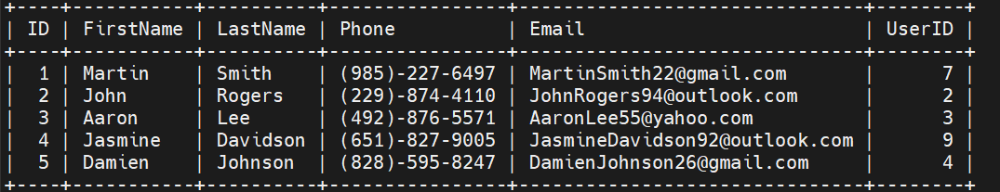 +----+-----------+----------+----------------+------------------------------+--------+
| ID | FirstName | LastName | Phone          | Email                        | UserID |
+----+-----------+----------+----------------+------------------------------+--------+
|  1 | Martin    | Smith    | (985)-227-6497 | MartinSmith22@gmail.com      |      7 |
|  2 | John      | Rogers   | (229)-874-4110 | JohnRogers94@outlook.com     |      2 |
|  3 | Aaron     | Lee      | (492)-876-5571 | AaronLee55@yahoo.com         |      3 |
|  4 | Jasmine   | Davidson | (651)-827-9005 | JasmineDavidson92@outlook.com |      9 |
|  5 | Damien    | Johnson  | (828)-595-8247 | DamienJohnson26@gmail.com    |      4 |
+----+-----------+----------+----------------+------------------------------+--------+